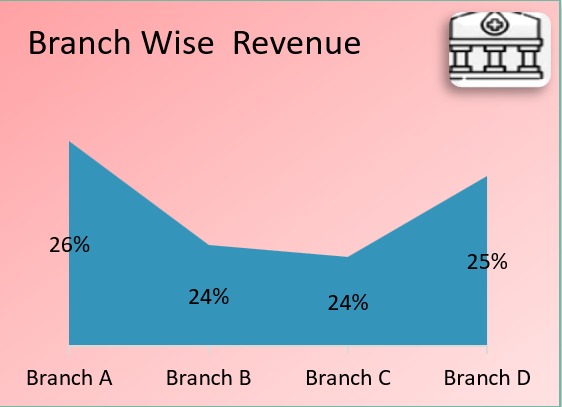 Branch Wise  Revenue
26%
24%
24%
25%
Branch A
Branch B
Branch C
Branch D